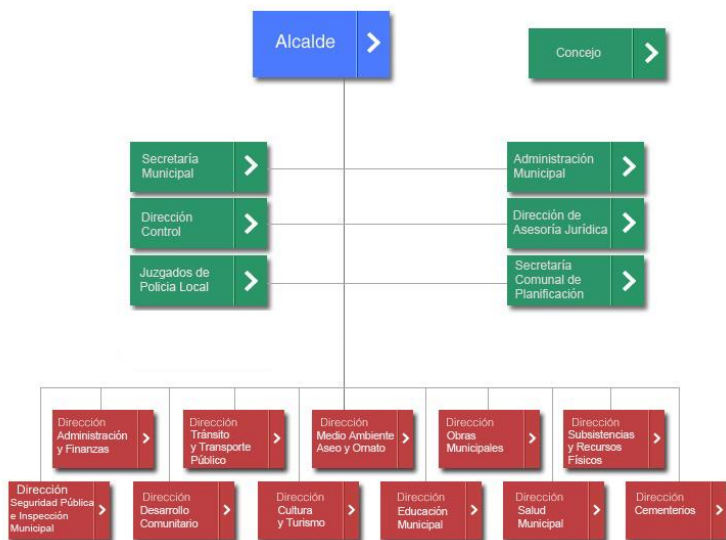 Alcalde
Concejo
Secretaría
Municipal
Administración
Municipal
Dirección
Control
Dirección de
Asesoría Jurídica
Juzgados de
Policia Local
Secretaría
Comunal de
Planificación
Dirección
Administración
y Finanzas
Dirección
Tránsito
y Transporte
Público
Dirección
Medio Ambiente
Aseo y Ornato
Dirección
Obras
Municipales
Dirección
Subsistencias
y Recursos
Físicos
Dirección
Seguridad Pública
e Inspección
Municipal
Dirección
Desarrollo
Comunitario
Dirección
Cultura
y Turismo
Dirección
Educación
Municipal
Dirección
Salud
Municipal
Dirección
Cementerios